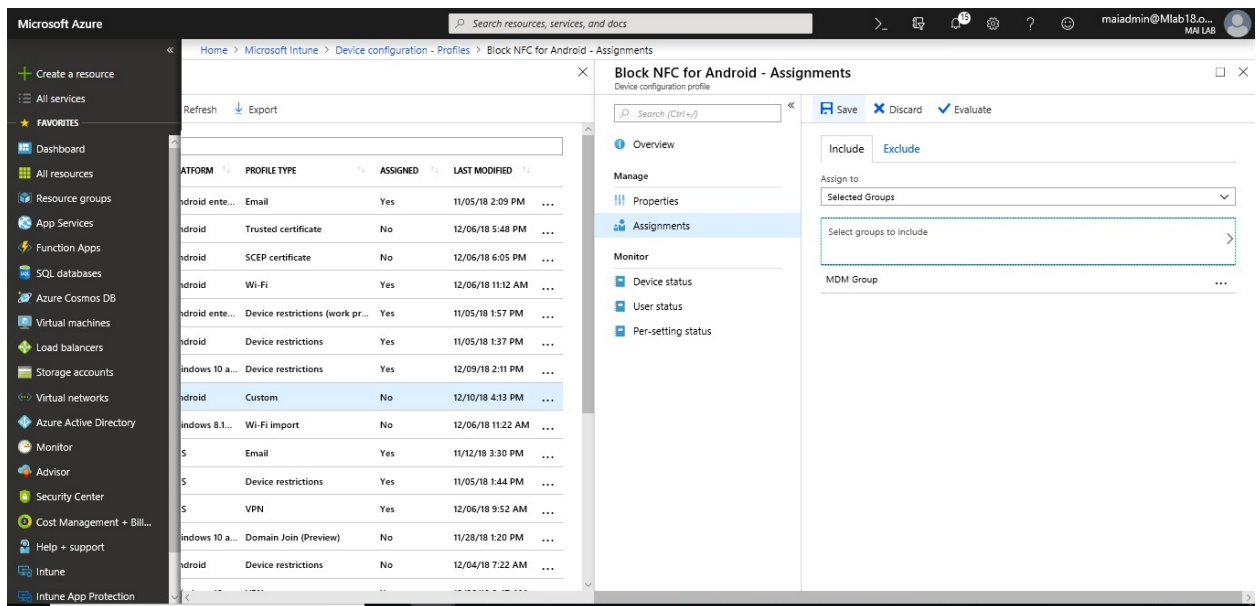 Microsoft Azure
Search resources, services, and docs
15
maiadmin@Mlab18.o...
MAI LAB
Home > Microsoft Intune > Device configuration - Profiles > Block NFC for Android - Assignments
Create a resource
All services
FAVORITES
Dashboard
All resources
Resource groups
App Services
Function Apps
SQL databases
Azure Cosmos DB
Virtual machines
Load balancers
Storage accounts
Virtual networks
Azure Active Directory
Monitor
Advisor
Security Center
Cost Management + Bill...
Help + support
Intune
Intune App Protection
Refresh Export
ATFORM PROFILE TYPE ASSIGNED LAST MODIFIED
ndroid ente... Email Yes 11/05/18 2:09 PM ...
ndroid Trusted certificate No 12/06/18 5:48 PM ...
ndroid SCEP certificate No 12/06/18 6:05 PM ...
ndroid Wi-Fi Yes 12/06/18 11:12 AM ...
ndroid ente... Device restrictions (work pr... Yes 11/05/18 1:57 PM ...
ndroid Device restrictions Yes 11/05/18 1:37 PM ...
indows 10 a... Device restrictions Yes 12/09/18 2:11 PM ...
ndroid Custom No 12/10/18 4:13 PM ...
indows 8.1... Wi-Fi import No 12/06/18 11:22 AM ...
S Email Yes 11/12/18 3:30 PM ...
S Device restrictions Yes 11/05/18 1:44 PM ...
S VPN Yes 12/06/18 9:52 AM ...
indows 10 a... Domain Join (Preview) No 11/28/18 1:20 PM ...
ndroid Device restrictions No 12/04/18 7:22 AM ...
Block NFC for Android - Assignments
Device configuration profile
Search (Ctrl+/)
Overview
Manage
Properties
Assignments
Monitor
Device status
User status
Per-setting status
Save Discard Evaluate
Include Exclude
Assign to
Selected Groups
Select groups to include
MDM Group ...